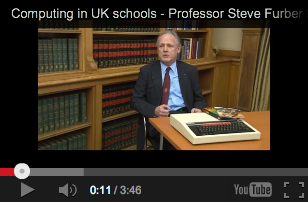 Computing in UK schools - Professor Steve Furber
0:11 / 3:46
YouTube